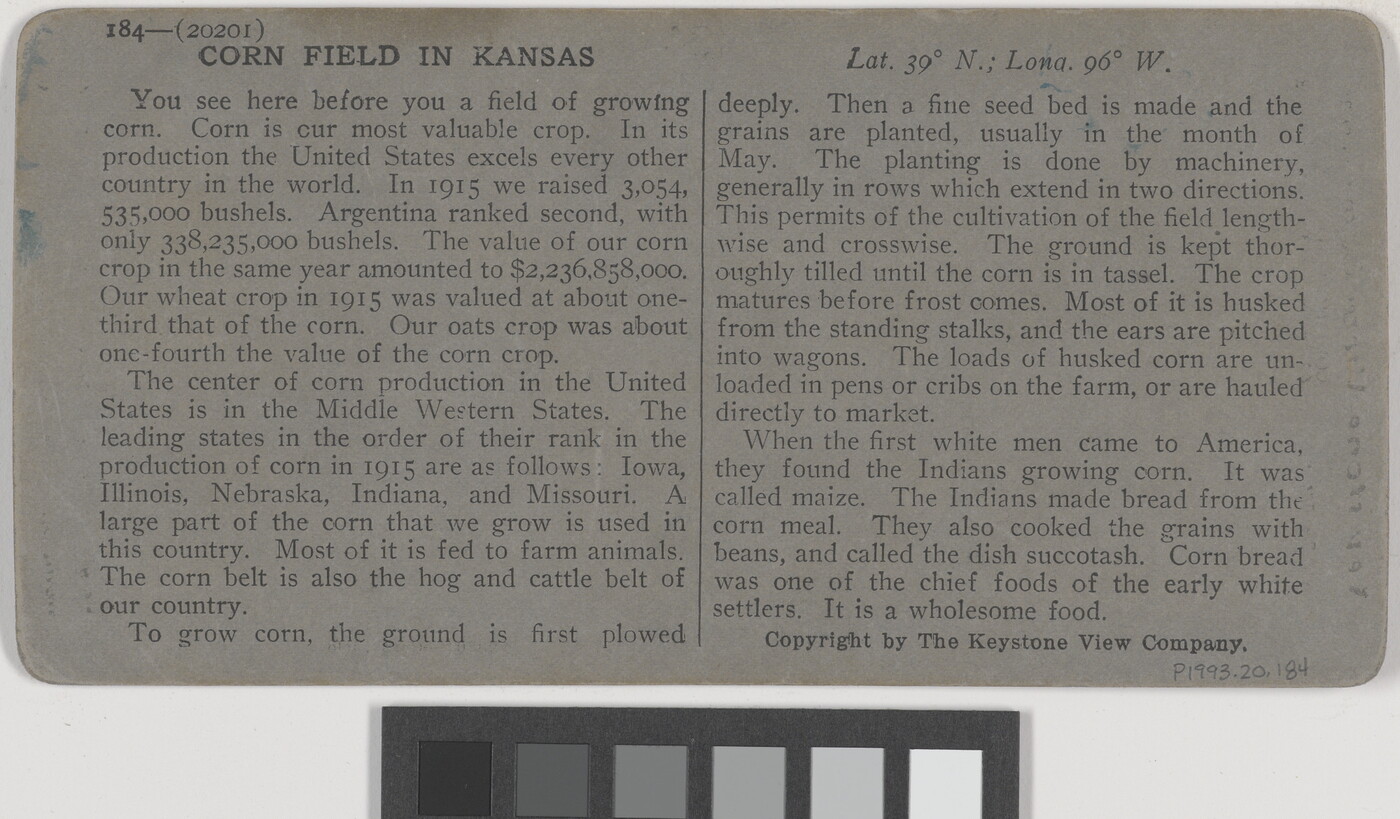 184—(20201)
CORN FIELD IN KANSAS
Lat. 39° N.; Long. 96° W.
You see here before you a field of growing
corn. Corn is our most valuable crop. In its
production the United States excels every other
country in the world. In 1915 we raised 3,054,
535,000 bushels. Argentina ranked second, with
only 338,235,000 bushels. The value of our corn
crop in the same year amounted to $2,236,858,000.
Our wheat crop in 1915 was valued at about one-
third that of the corn. Our oats crop was about
one-fourth the value of the corn crop.
The center of corn production in the United
States is in the Middle Western States. The
leading states in the order of their rank in the
production of corn in 1915 are as follows: Iowa,
Illinois, Nebraska, Indiana, and Missouri. A
large part of the corn that we grow is used in
this country. Most of it is fed to farm animals.
The corn belt is also the hog and cattle belt of
our country.
To grow corn, the ground is first plowed
deeply. Then a fine seed bed is made and the
grains are planted, usually in the month of
May. The planting is done by machinery,
generally in rows which extend in two directions.
This permits of the cultivation of the field length-
wise and crosswise. The ground is kept thor-
oughly tilled until the corn is in tassel. The crop
matures before frost comes. Most of it is husked
from the standing stalks, and the ears are pitched
into wagons. The loads of husked corn are un-
loaded in pens or cribs on the farm, or are hauled
directly to market.
When the first white men came to America,
they found the Indians growing corn. It was
called maize. The Indians made bread from the
corn meal. They also cooked the grains with
beans, and called the dish succotash. Corn bread
was one of the chief foods of the early white
settlers. It is a wholesome food.
Copyright by The Keystone View Company.
P1993.20.184